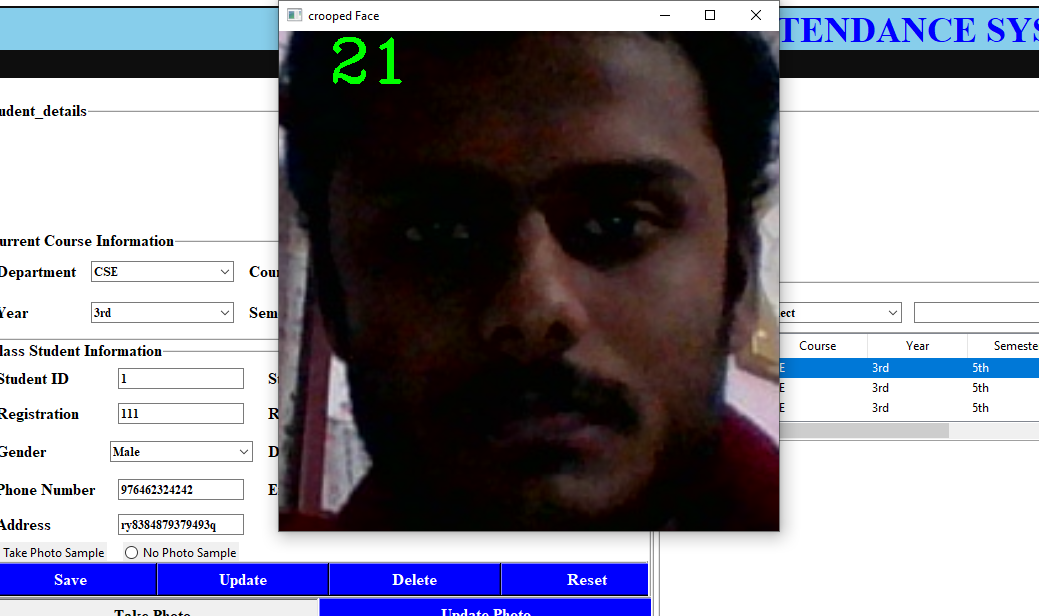 crooped Face
TENDANCE SYS
21
udent_details
urrent Course Information
Department CSE Cou
Year 3rd Sem
ect
lass Student Information
Course Year Semeste
Student ID 1 St
E 3rd 5th
E 3rd 5th
E 3rd 5th
Registration 111 R
Gender Male D
Phone Number 976462324242 E
Address ry8384879379493q
Take Photo Sample No Photo Sample
Save Update Delete Reset
Take Photo Update Photo